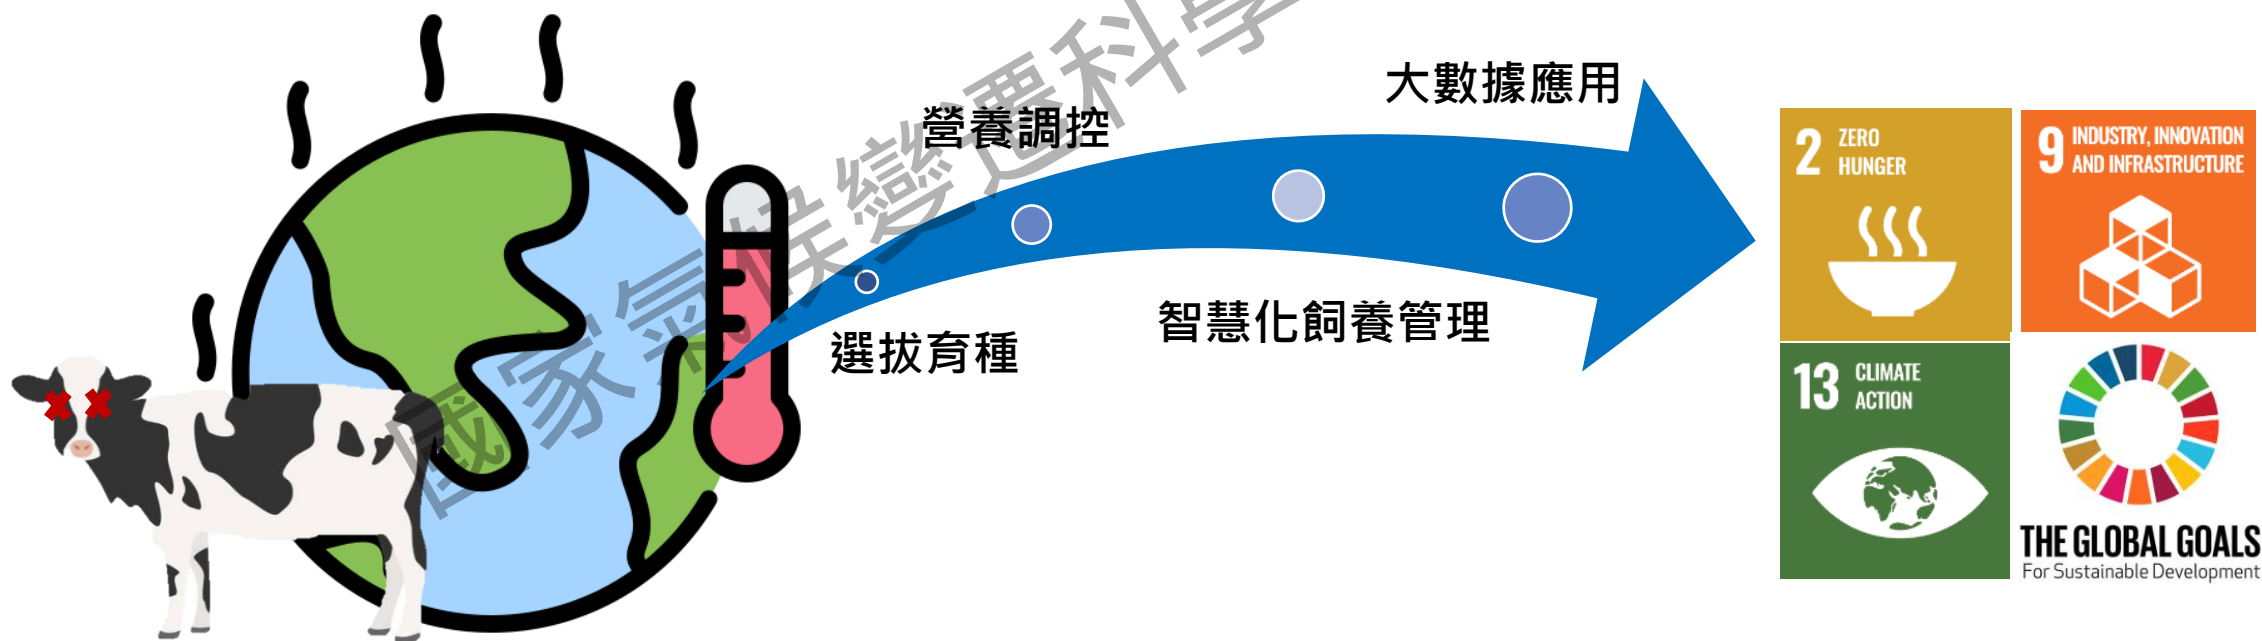 國家氣候變遷科學
選拔育種
營養調控
智慧化飼養管理
大數據應用
2 ZERO
HUNGER
9 INDUSTRY, INNOVATION
AND INFRASTRUCTURE
13 CLIMATE
ACTION
THE GLOBAL GOALS
For Sustainable Development